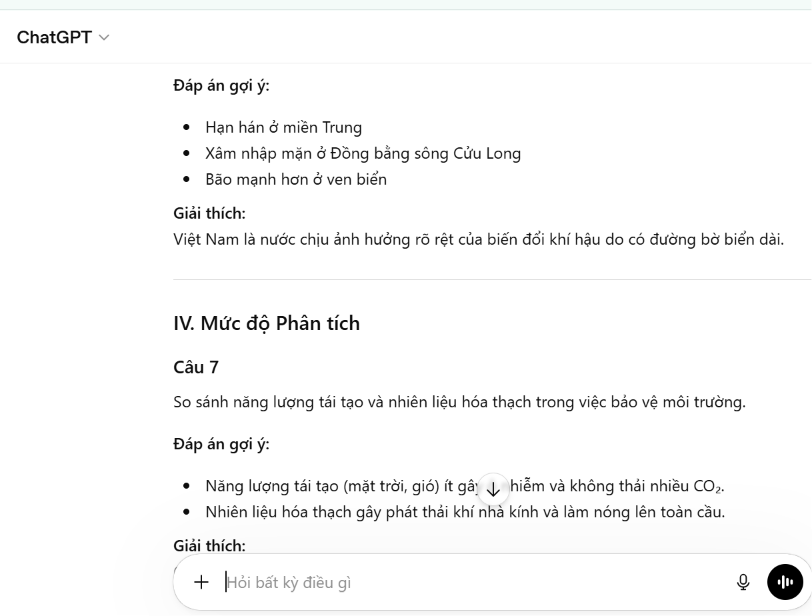 ChatGPT
Đáp án gợi ý:
• Hạn hán ở miền Trung
• Xâm nhập mặn ở Đồng bằng sông Cửu Long
• Bão mạnh hơn ở ven biển
Giải thích:
Việt Nam là nước chịu ảnh hưởng rõ rệt của biến đổi khí hậu do có đường bờ biển dài.
IV. Mức độ Phân tích
Câu 7
So sánh năng lượng tái tạo và nhiên liệu hóa thạch trong việc bảo vệ môi trường.
Đáp án gợi ý:
• Năng lượng tái tạo (mặt trời, gió) ít gây và không thải nhiều CO₂.
• Nhiên liệu hóa thạch gây phát thải khí nhà kính và làm nóng lên toàn cầu.
Giải thích:
Hỏi bất kỳ điều gì